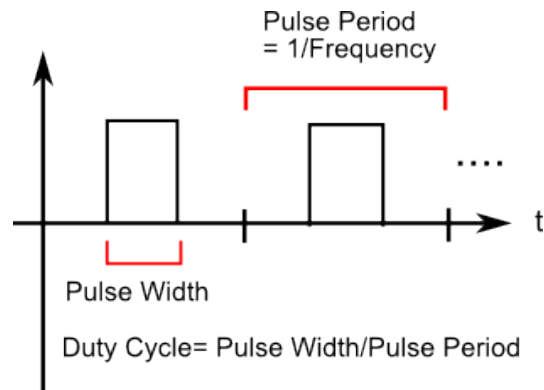 Pulse Period
= 1/Frequency
....
t
Pulse Width
Duty Cycle= Pulse Width/Pulse Period